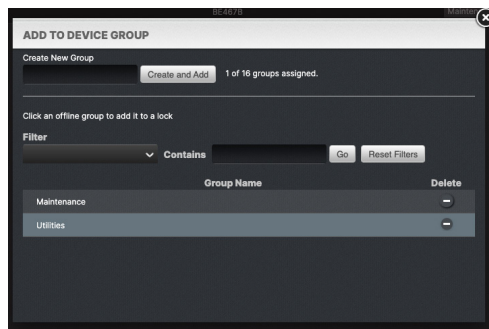 BE467B
Mainten
ADD TO DEVICE GROUP
Create New Group
Create and Add
1 of 16 groups assigned.
Click an offline group to add it to a lock
Filter
Contains
Go
Reset Filters
Group Name
Delete
Maintenance
Utilities